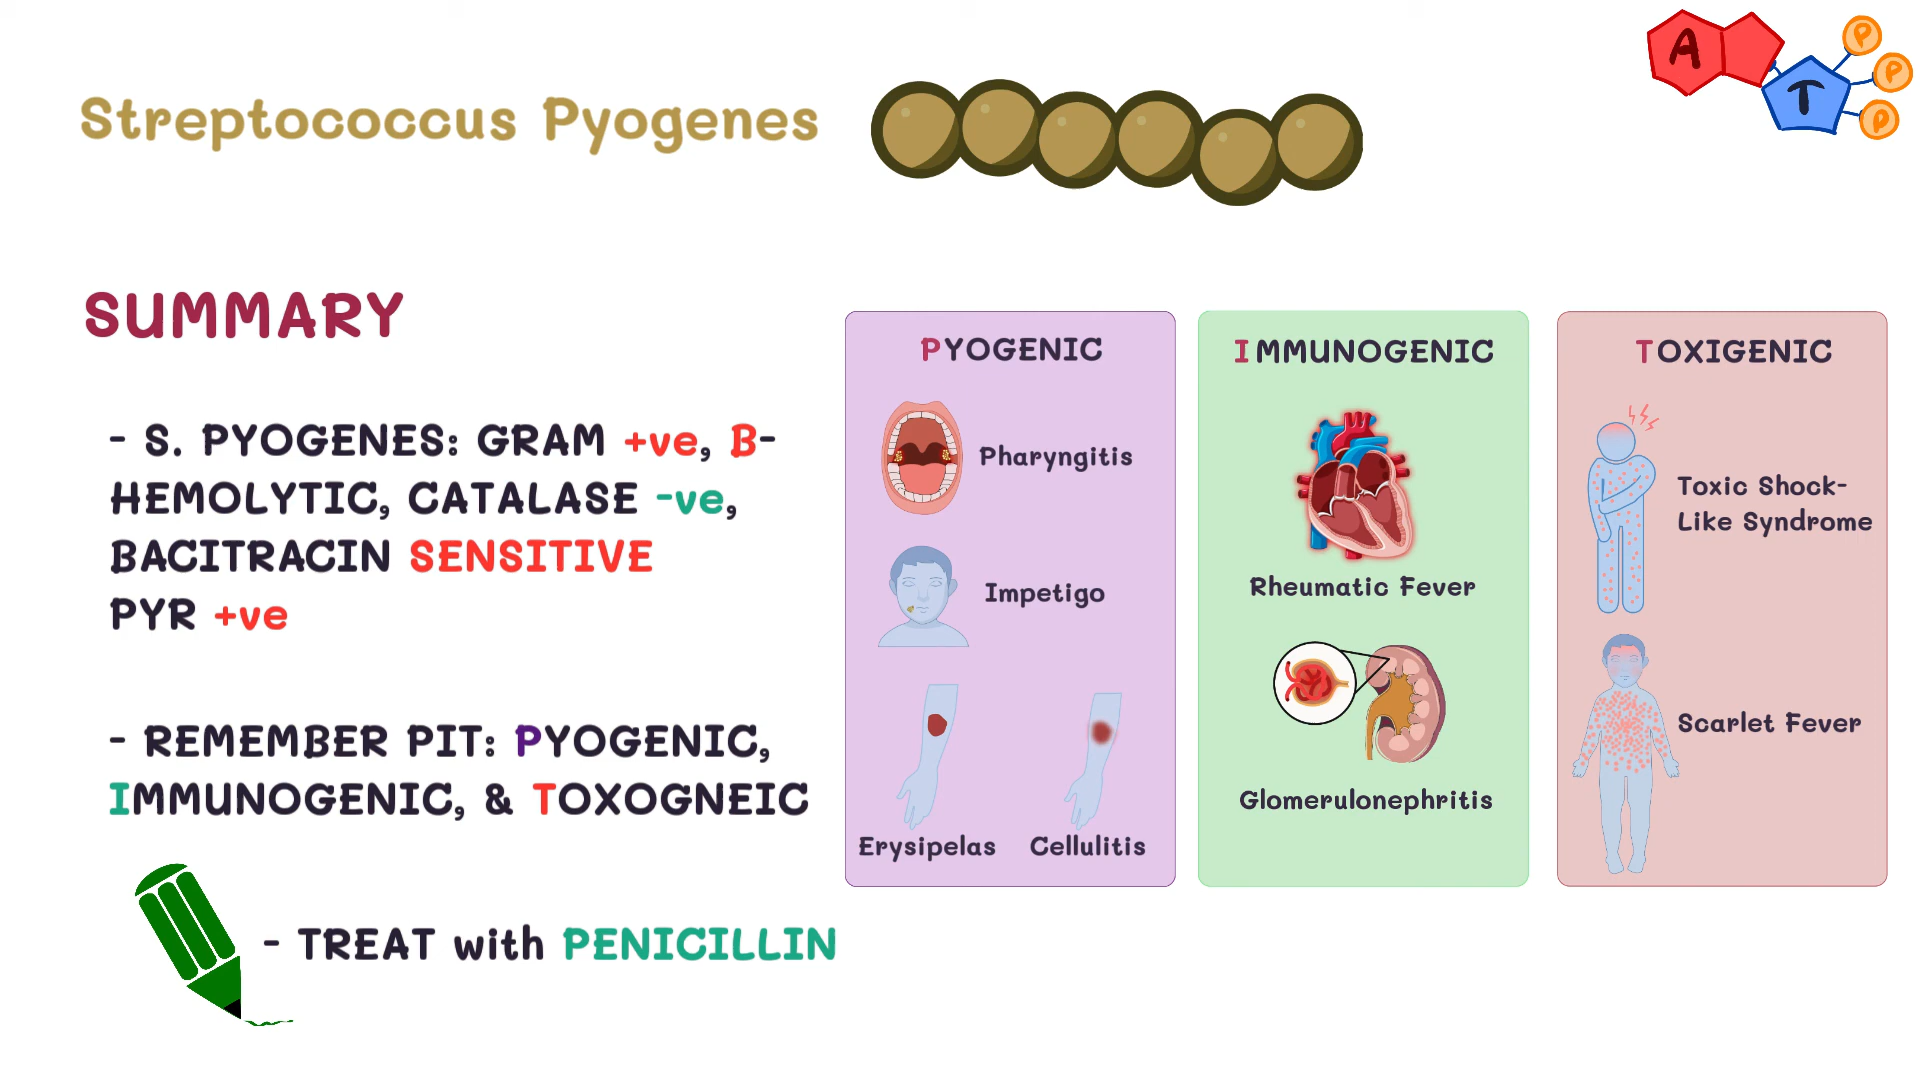 Streptococcus Pyogenes
A
T
P
P
P
SUMMARY
- S. PYOGENES: GRAM +ve, B-
HEMOLYTIC, CATALASE -ve,
BACITRACIN SENSITIVE
PYR +ve
- REMEMBER PIT: PYOGENIC,
IMMUNOGENIC, & TOXOGNEIC
- TREAT with PENICILLIN
PYOGENIC
Pharyngitis
Impetigo
Erysipelas
Cellulitis
IMMUNOGENIC
Rheumatic Fever
Glomerulonephritis
TOXIGENIC
Toxic Shock-
Like Syndrome
Scarlet Fever